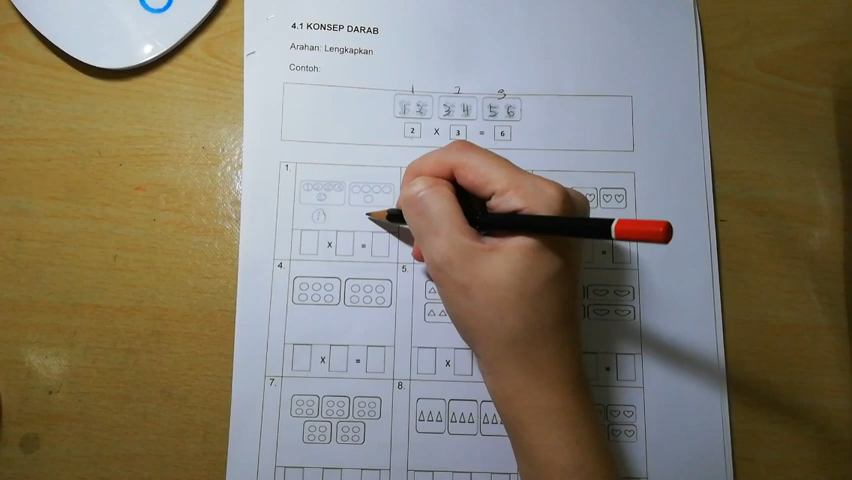 4.1 KONSEP DARAB
Arahan: Lengkapkan
Contoh:
1 2 3
1 2 3 4 5 6
2 X 3 = 6
1.
1
X =
=
4. 5.
X = X =
7. 8.